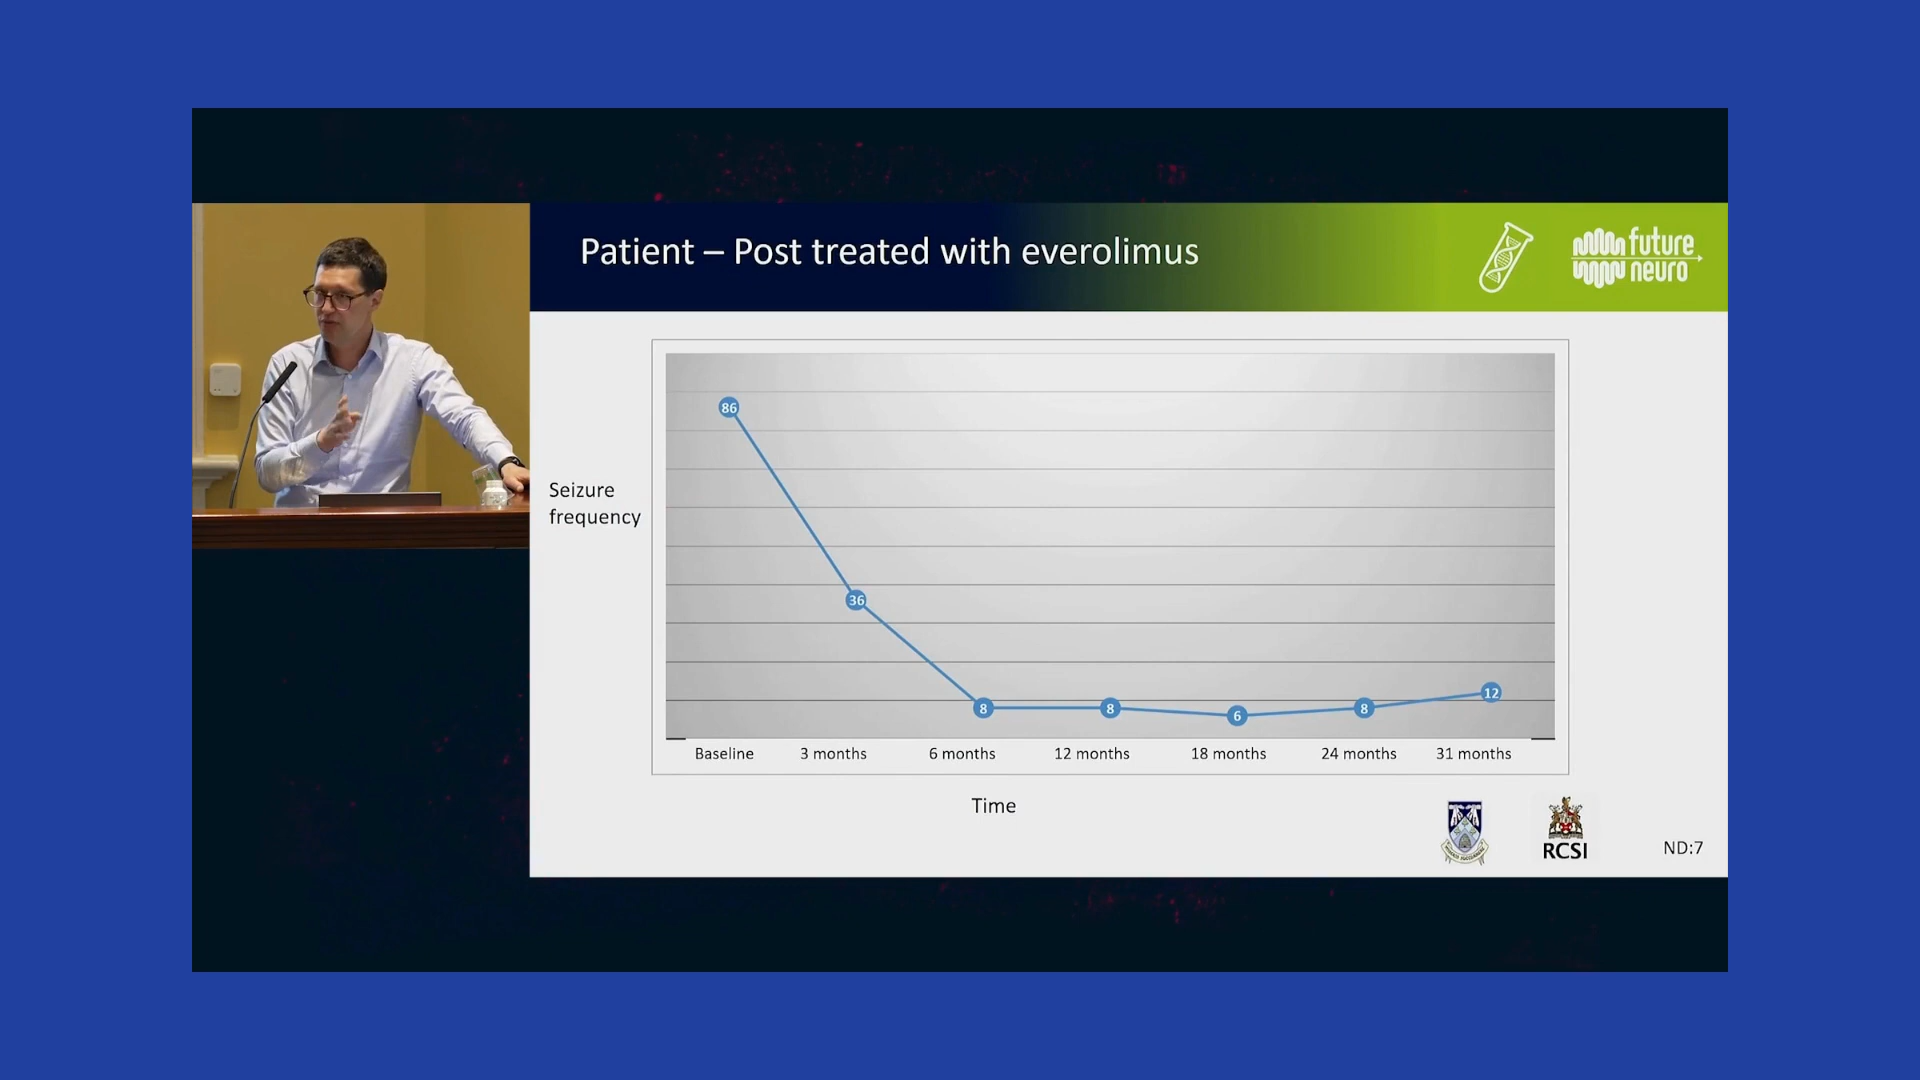 Patient – Post treated with everolimus
future
neuro
86
36
8
8
6
8
12
Seizure
frequency
Baseline
3 months
6 months
12 months
18 months
24 months
31 months
Time
RCSI
ND:7